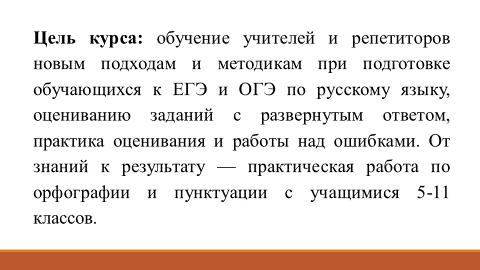 Цель курса: обучение учителей и репетиторов
новым подходам и методикам при подготовке
обучающихся к ЕГЭ и ОГЭ по русскому языку,
оцениванию заданий с развернутым ответом,
практика оценивания и работы над ошибками. От
знаний к результату — практическая работа по
орфографии и пунктуации с учащимися 5-11
классов.